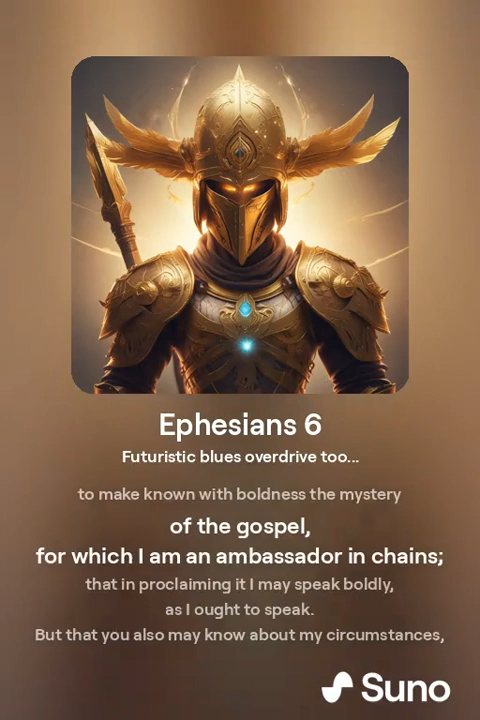 Ephesians 6
Futuristic blues overdrive too...
to make known with boldness the mystery
of the gospel,
for which I am an ambassador in chains;
that in proclaiming it I may speak boldly,
as I ought to speak.
But that you also may know about my circumstances,
Suno